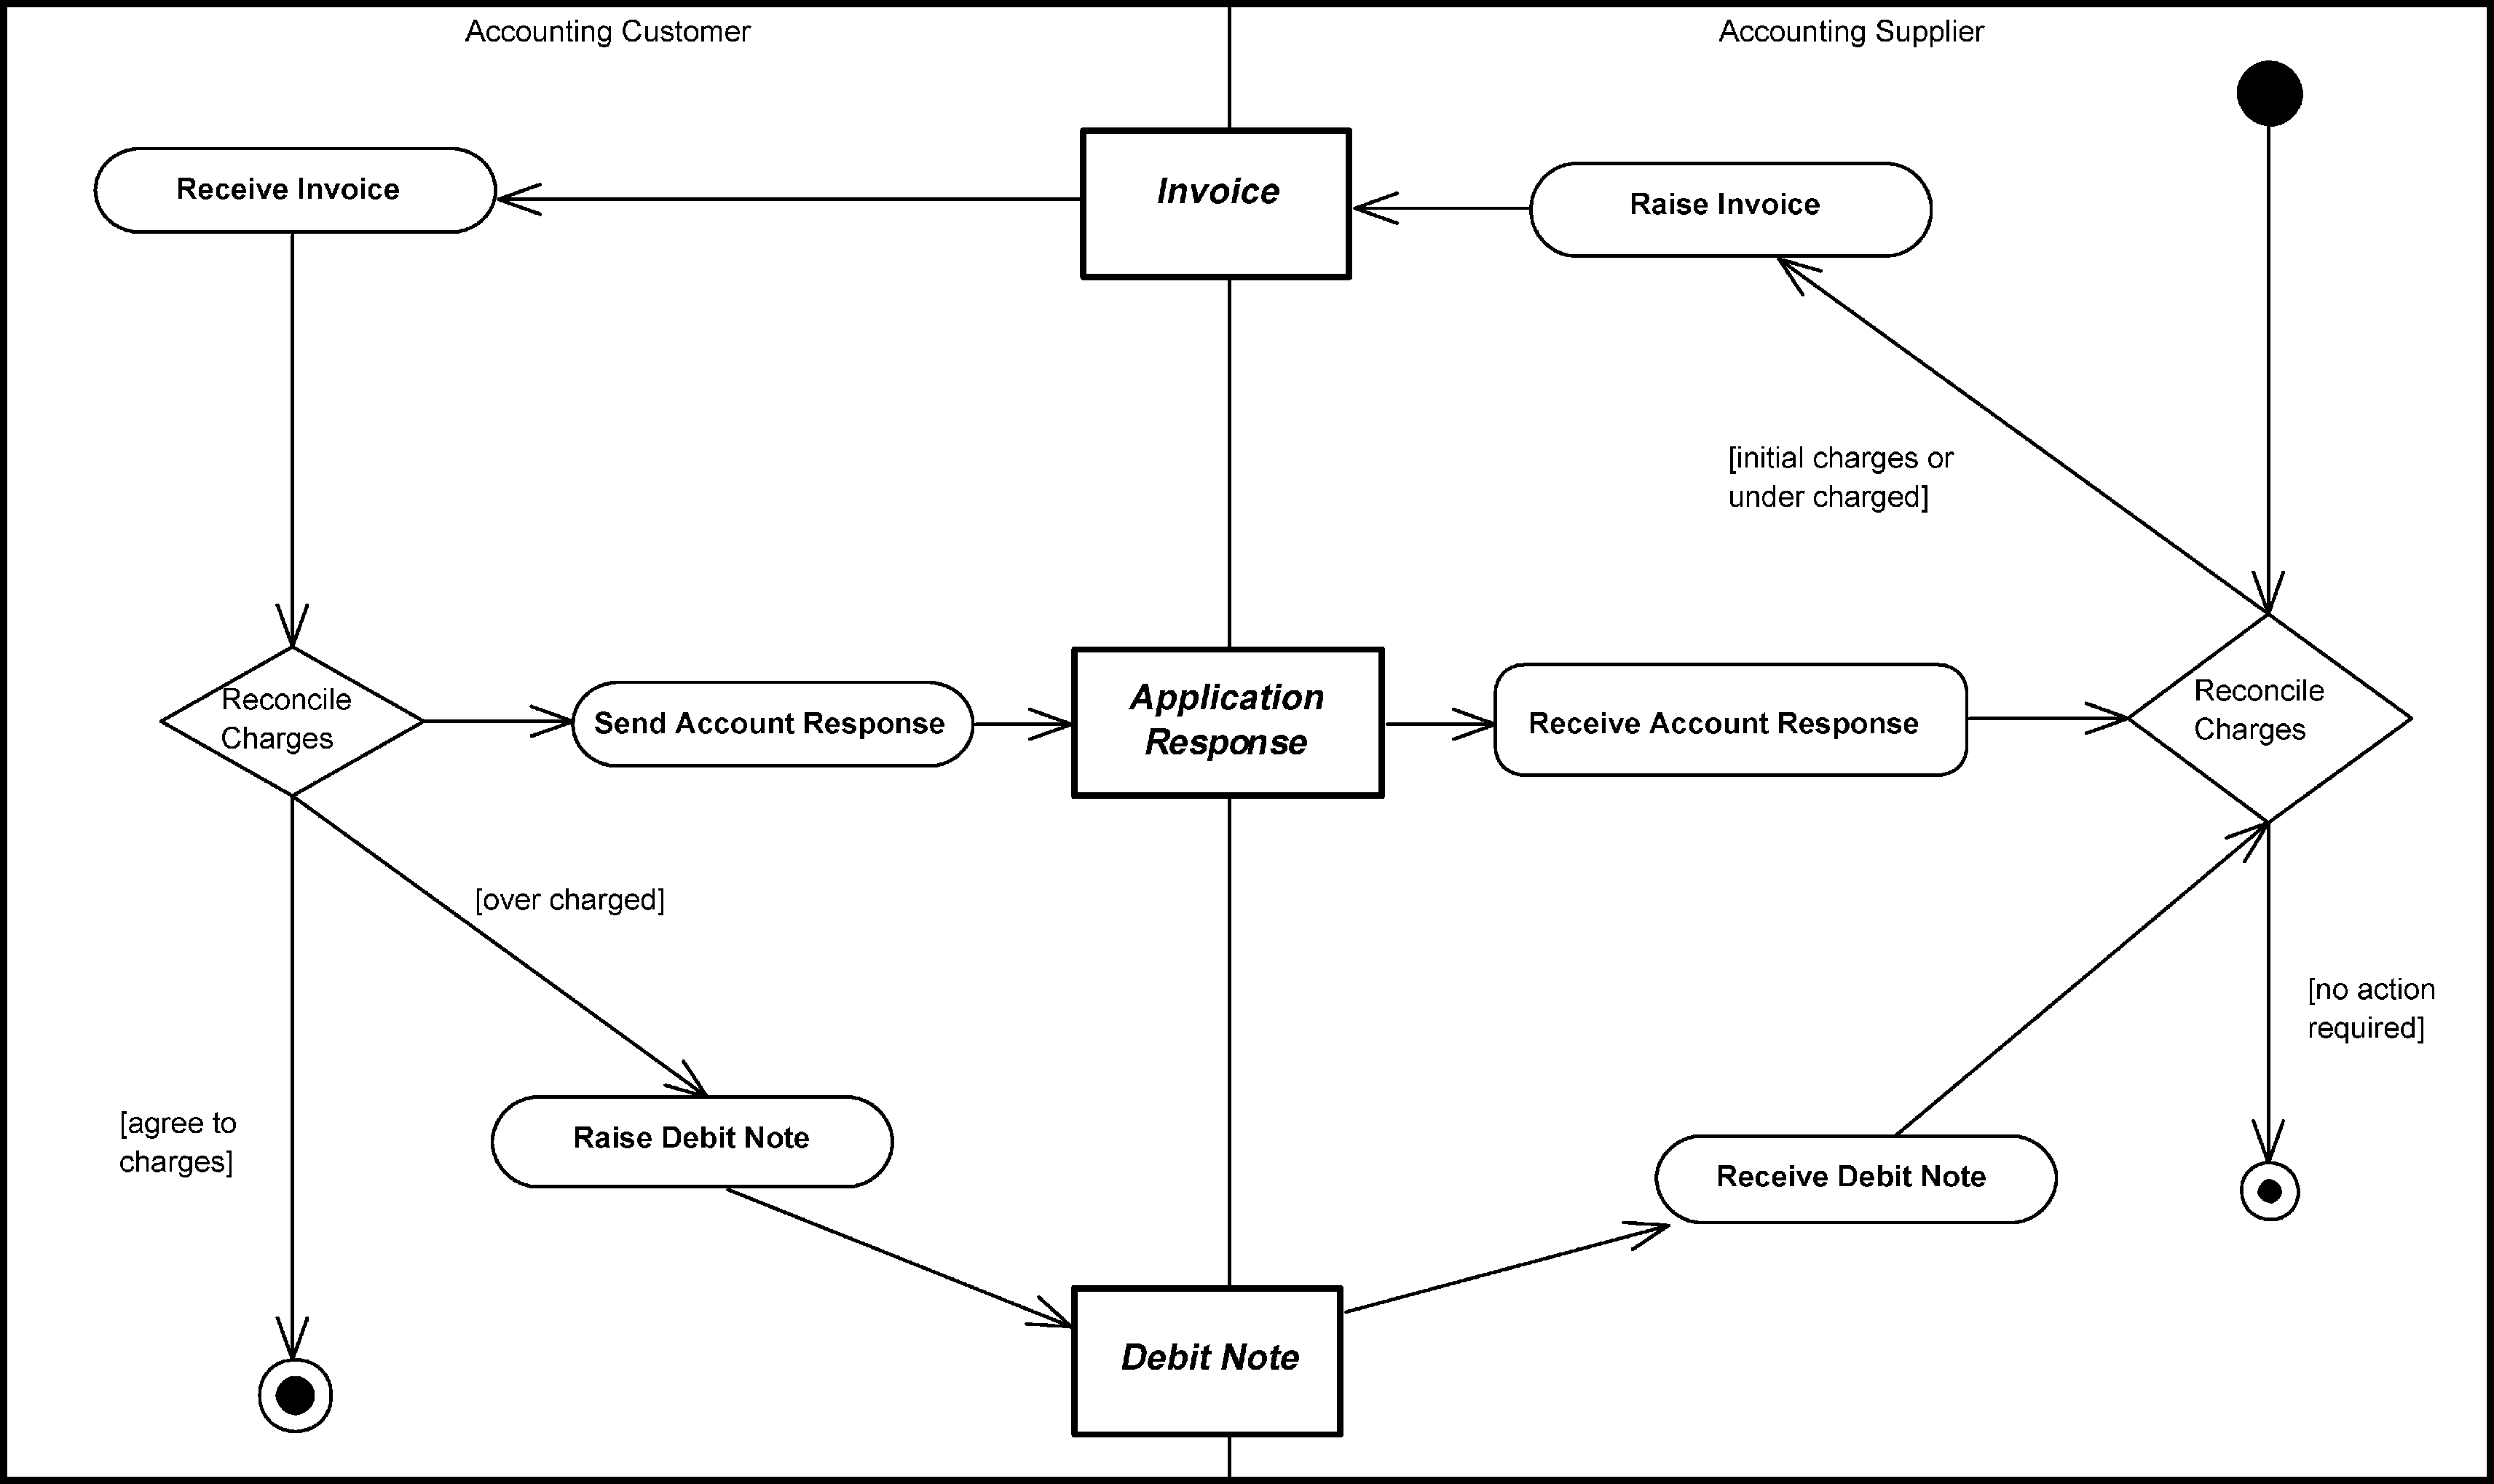 Accounting Customer
Accounting Supplier
Receive Invoice
Invoice
Raise Invoice
[initial charges or
under charged]
Reconcile
Charges
Send Account Response
Application
Response
Receive Account Response
Reconcile
Charges
[over charged]
[no action
required]
[agree to
charges]
Raise Debit Note
Receive Debit Note
Debit Note